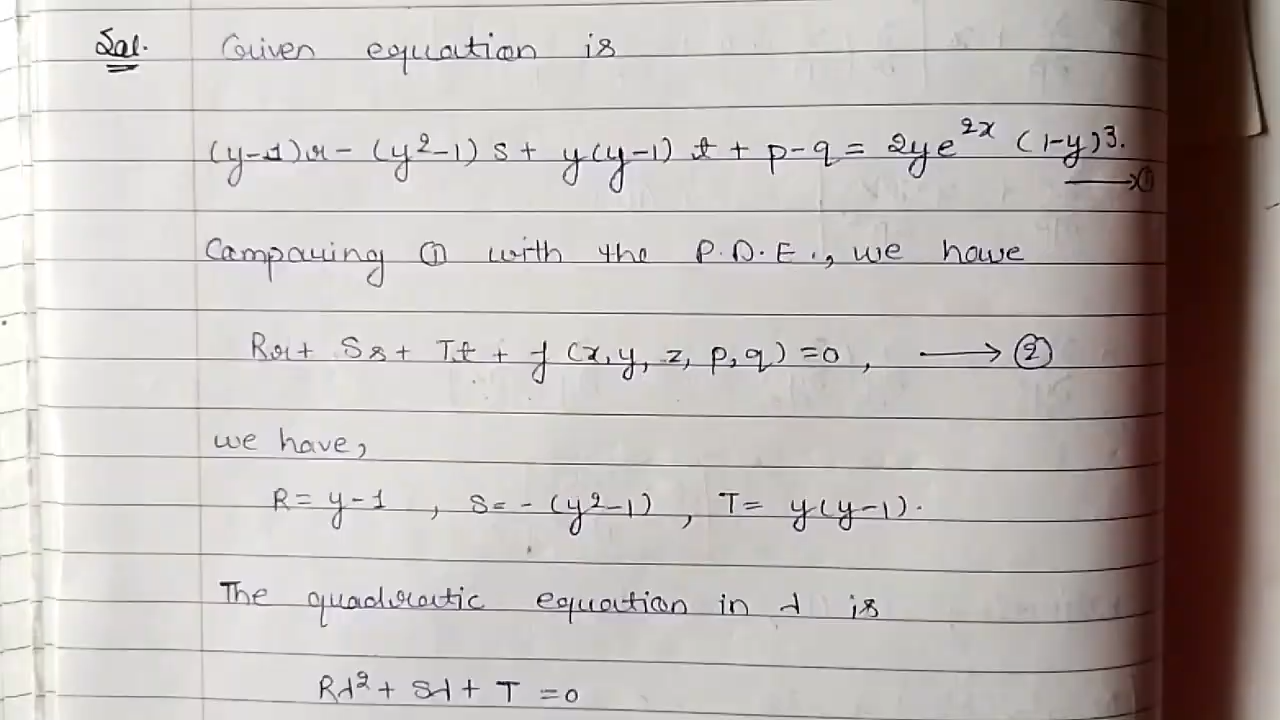 Sol. Given equation is
(y-1)r - (y²-1) s + y(y-1) t + p - q = 2ye^{2x} (1-y)³.
→①
Comparing ① with the P.D.E., we have
Rr + Ss + Tt + f (x, y, z, p, q) = 0, → ②
we have,
R = y-1, S = - (y²-1), T = y(y-1).
The quadratic equation in λ is
Rλ² + Sλ + T = 0